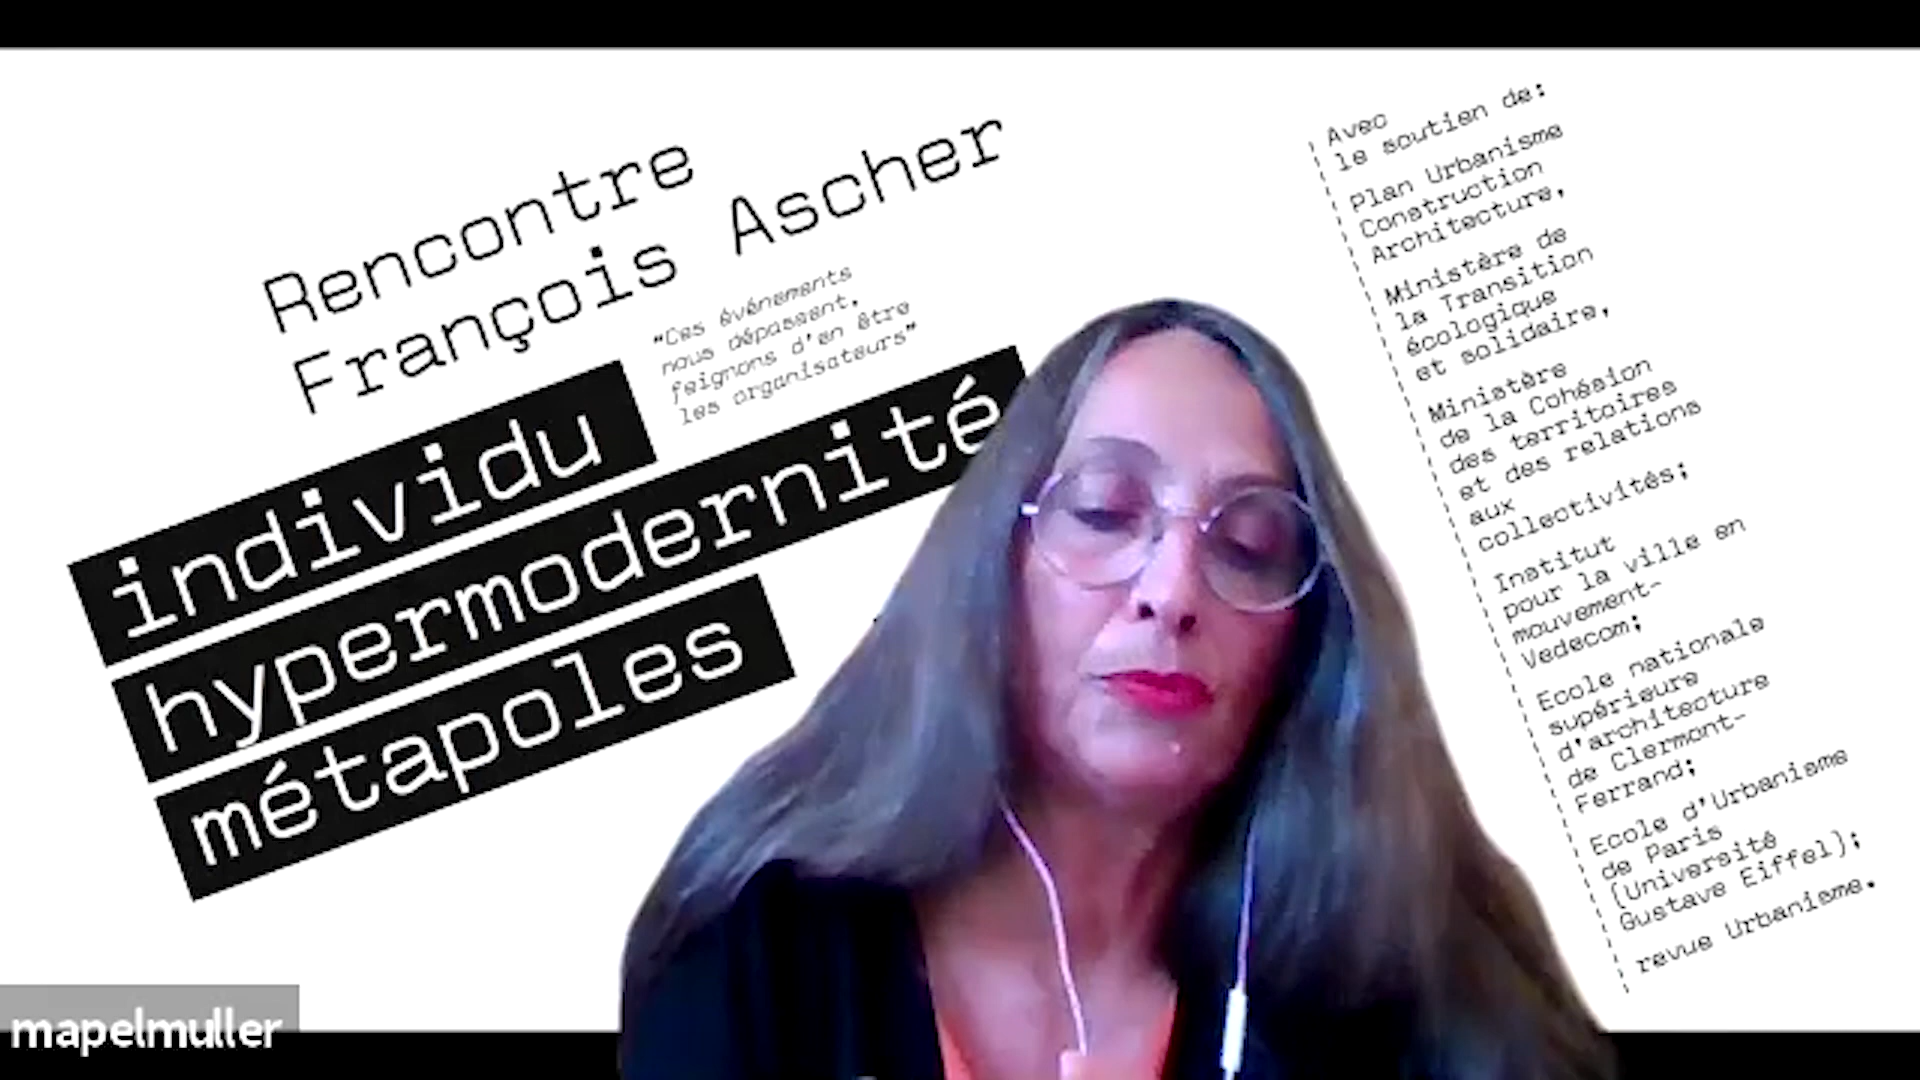 Rencontre
François Ascher
"Ces événements
nous dépassent,
feignons d'en être
les organisateurs"
individu
hypermodernité
métapoles
Avec
le soutien de:
Plan Urbanisme
Construction
Architecture,
Ministère de
la Transition
écologique
et solidaire,
Ministère
de la Cohésion
des territoires
et des relations
aux
collectivités;
Institut
pour la ville en
mouvement-
Vedecom;
Ecole nationale
supérieure
d'architecture
de Clermont-
Ferrand;
Ecole d'Urbanisme
de Paris
(Université
Gustave Eiffel);
revue Urbanisme.
mapelmuller